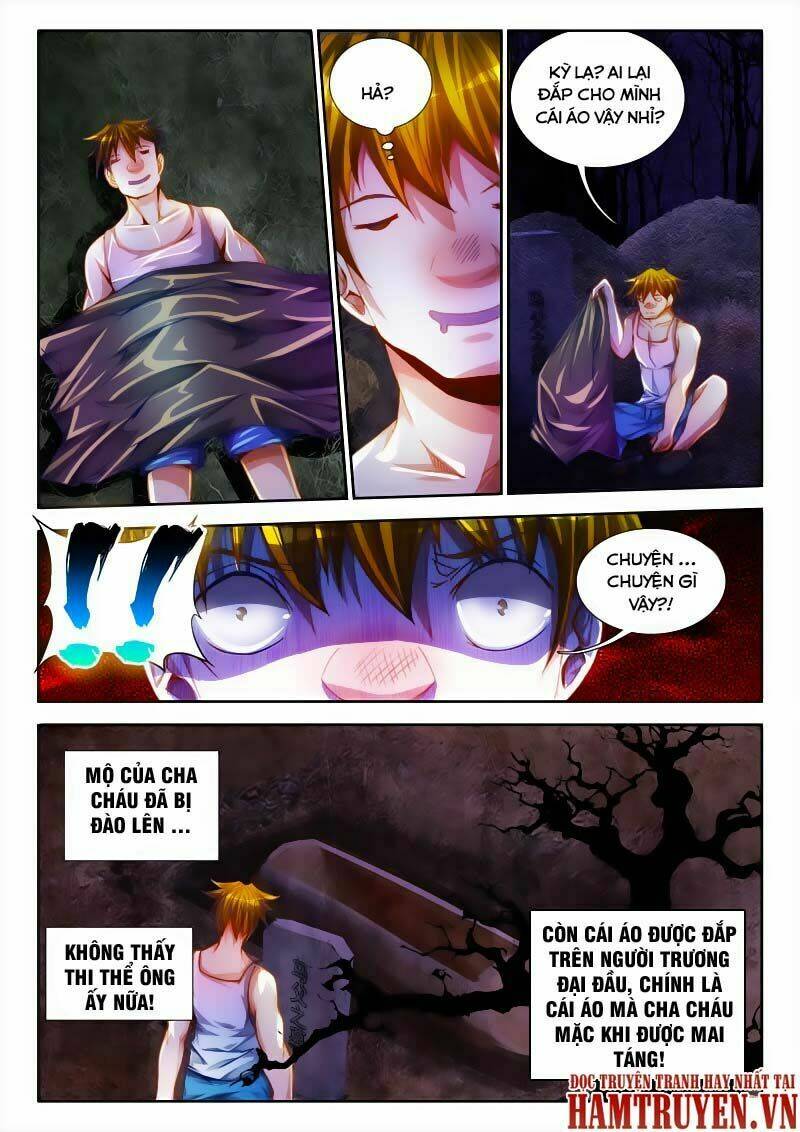 HẢ?
KỲ LẠ? AI LẠI
ĐẮP CHO MÌNH
CÁI ÁO VẬY NHỈ?
!!
CHUYỆN ...
CHUYỆN GÌ
VẬY?!
MỘ CỦA CHA
CHÁU ĐÃ BỊ
ĐÀO LÊN ...
KHÔNG THẤY
THI THỂ ÔNG
ẤY NỮA!
CÒN CÁI ÁO ĐƯỢC ĐẮP
TRÊN NGƯỜI TRƯƠNG
ĐẠI ĐẦU, CHÍNH LÀ
CÁI ÁO MÀ CHA CHÁU
MẶC KHI ĐƯỢC MAI
TÁNG!
ĐỌC TRUYỆN TRANH HAY NHẤT TẠI
HAMTRUYEN.VN